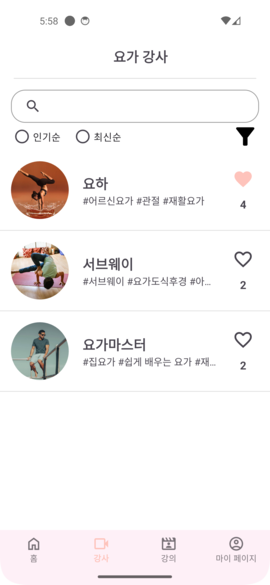 5:58
요가 강사
인기순
최신순
요하
#어르신요가 #관절 #재활요가
4
서브웨이
#서브웨이 #요가도식후경 #아...
2
요가마스터
#집요가 #쉽게 배우는 요가 #재...
2
홈
강사
강의
마이 페이지